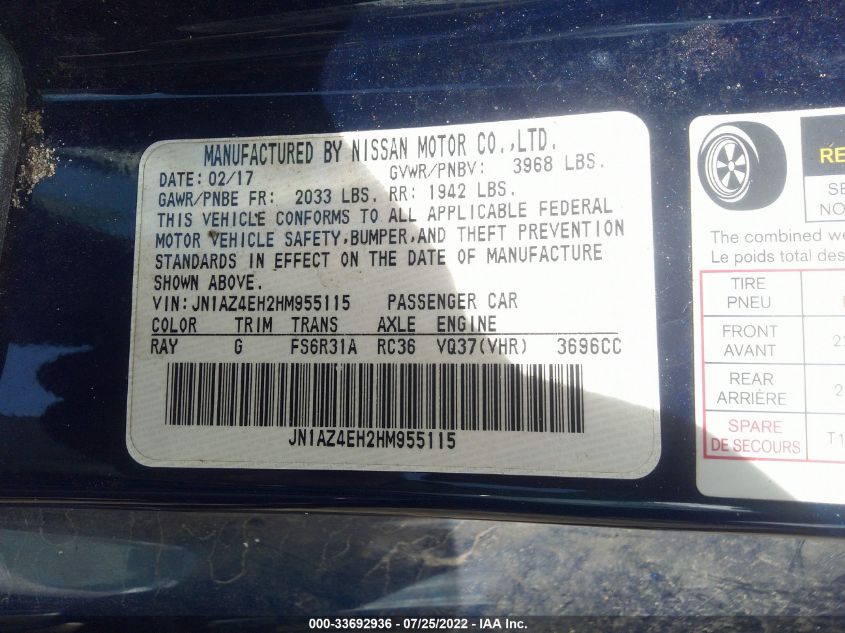 MANUFACTURED BY NISSAN MOTOR CO.,LTD.
DATE: 02/17 GVWR/PNBV: 3968 LBS.
GAWR/PNBE FR: 2033 LBS. RR: 1942 LBS.
THIS VEHICLE CONFORMS TO ALL APPLICABLE FEDERAL
MOTOR VEHICLE SAFETY,BUMPER,AND THEFT PREVENTION
STANDARDS IN EFFECT ON THE DATE OF MANUFACTURE
SHOWN ABOVE.
VIN:JN1AZ4EH2HM955115 PASSENGER CAR
COLOR TRIM TRANS AXLE ENGINE
RAY G FS6R31A RC36 VQ37(VHR) 3696CC
JN1AZ4EH2HM955115
The combined
Le poids total
TIRE
PNEU
FRONT
AVANT
REAR
ARRIÈRE
SPARE
DE SECOURS
000-33692936 - 07/25/2022 - IAA Inc.